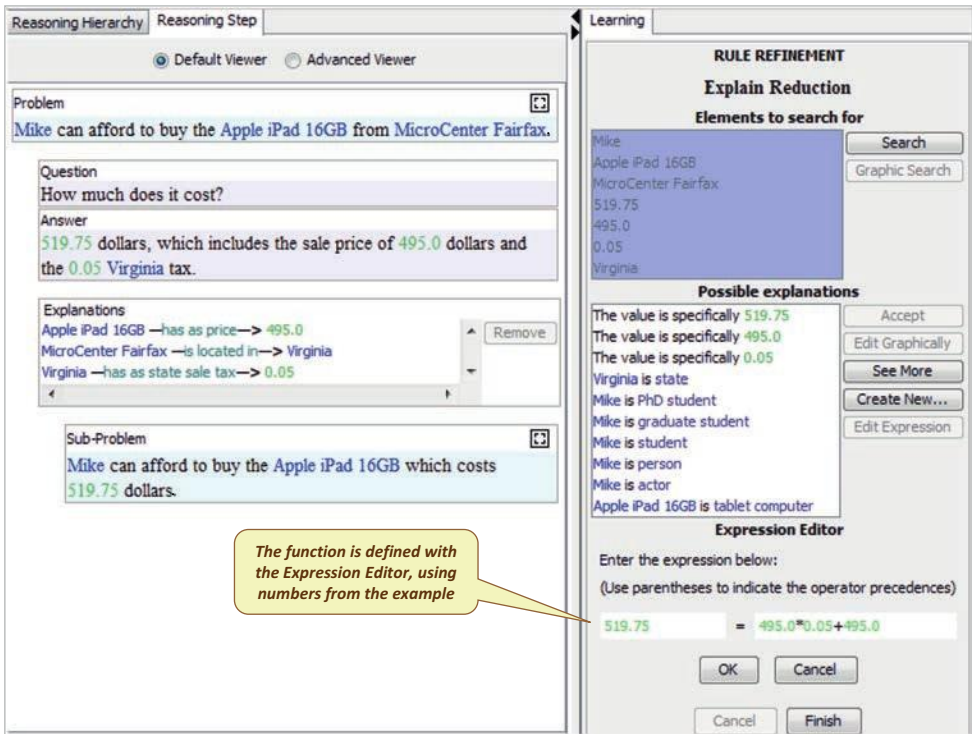 Reasoning Hierarchy Reasoning Step
Default Viewer Advanced Viewer
Problem
Mike can afford to buy the Apple iPad 16GB from MicroCenter Fairfax.
Question
How much does it cost?
Answer
519.75 dollars, which includes the sale price of 495.0 dollars and
the 0.05 Virginia tax.
Explanations
Apple iPad 16GB —has as price—> 495.0
MicroCenter Fairfax —is located in—> Virginia
Virginia —has as state sale tax—> 0.05
Remove
Sub-Problem
Mike can afford to buy the Apple iPad 16GB which costs
519.75 dollars.
The function is defined with
the Expression Editor, using
numbers from the example
Learning
RULE REFINEMENT
Explain Reduction
Elements to search for
Mike
Apple iPad 16GB
MicroCenter Fairfax
519.75
495.0
0.05
Virginia
Search
Graphic Search
Possible explanations
The value is specifically 519.75
The value is specifically 495.0
The value is specifically 0.05
Virginia is state
Mike is PhD student
Mike is graduate student
Mike is student
Mike is person
Mike is actor
Apple iPad 16GB is tablet computer
Accept
Edit Graphically
See More
Create New...
Edit Expression
Expression Editor
Enter the expression below:
(Use parentheses to indicate the operator precedences)
519.75 = 495.0*0.05+495.0
OK Cancel
Cancel Finish